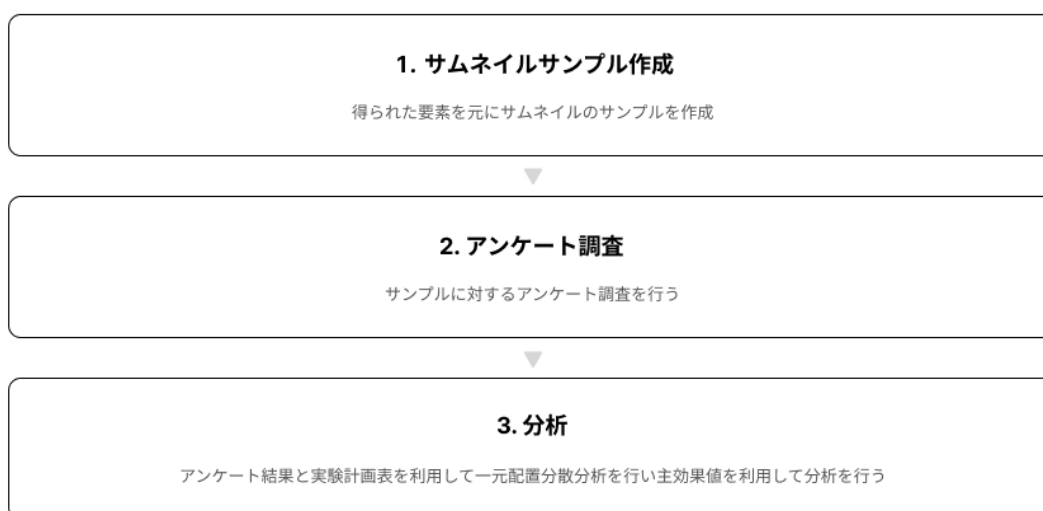 1. サムネイルサンプル作成
得られた要素を元にサムネイルのサンプルを作成
2. アンケート調査
サンプルに対するアンケート調査を行う
3. 分析
アンケート結果と実験計画表を利用して一元配置分散分析を行い主効果値を利用して分析を行う